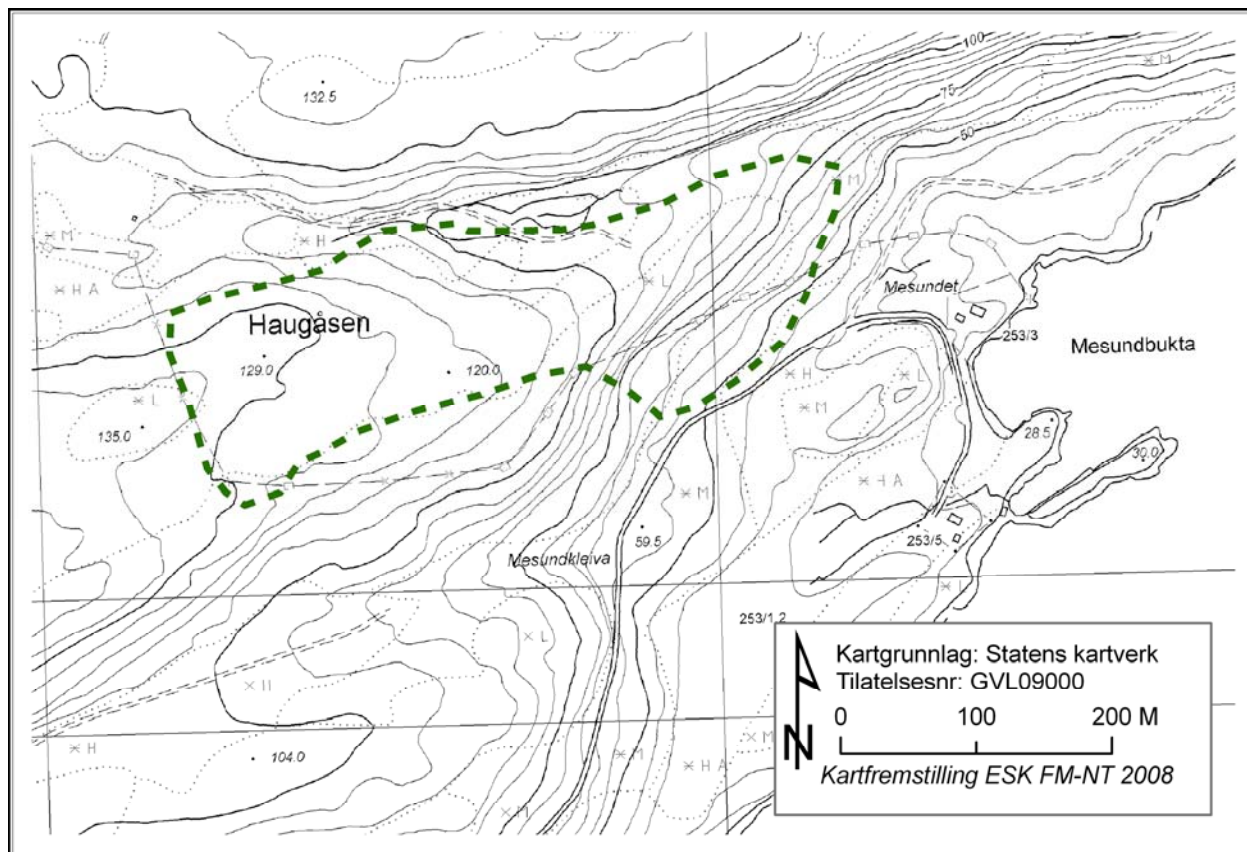 100
M
132.5
75
50
M
H
M
L
H A
Mesundet
Haugåsen
253/3
Mesundbukta
129.0
120.0
H
L
L
M
135.0
28.5
30.0
H A
M
59.5
253/5
Mesundkleiva
L
253/1,2
L
H
104.0
M
H A
M
M
Kartgrunnlag: Statens kartverk
Tilatelsesnr: GVL09000
0 100 200 M
N
Kartfremstilling ESK FM-NT 2008